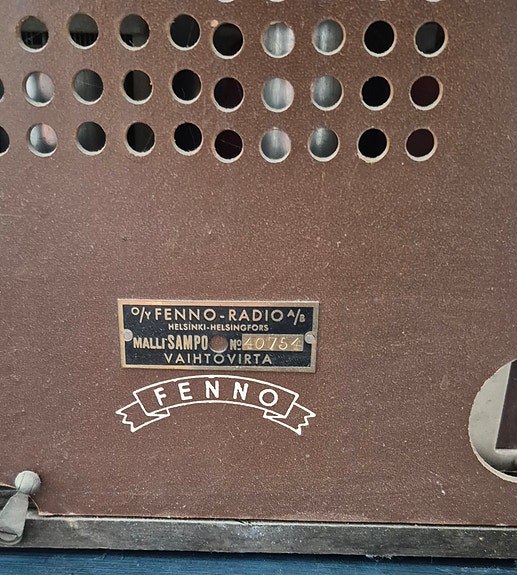 O/Y FENNO-RADIO A/B
HELSINKI-HELSINGFORS
MALLI SAMPO No 40754
VAIHTOVIRTA
FENNO